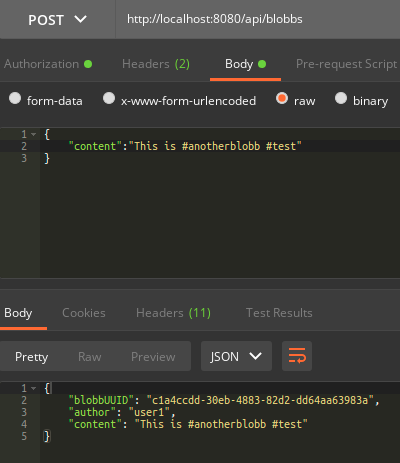 POST http://localhost:8080/api/blobbs
Authorization Headers (2) Body Pre-request Script
form-data x-www-form-urlencoded raw binary
1 {
2 "content":"This is #anotherblobb #test"
3 }
Body Cookies Headers (11) Test Results
Pretty Raw Preview JSON
1 {
2 "blobbUUID": "c1a4ccdd-30eb-4883-82d2-dd64aa63983a",
3 "author": "user1",
4 "content": "This is #anotherblobb #test"
5 }